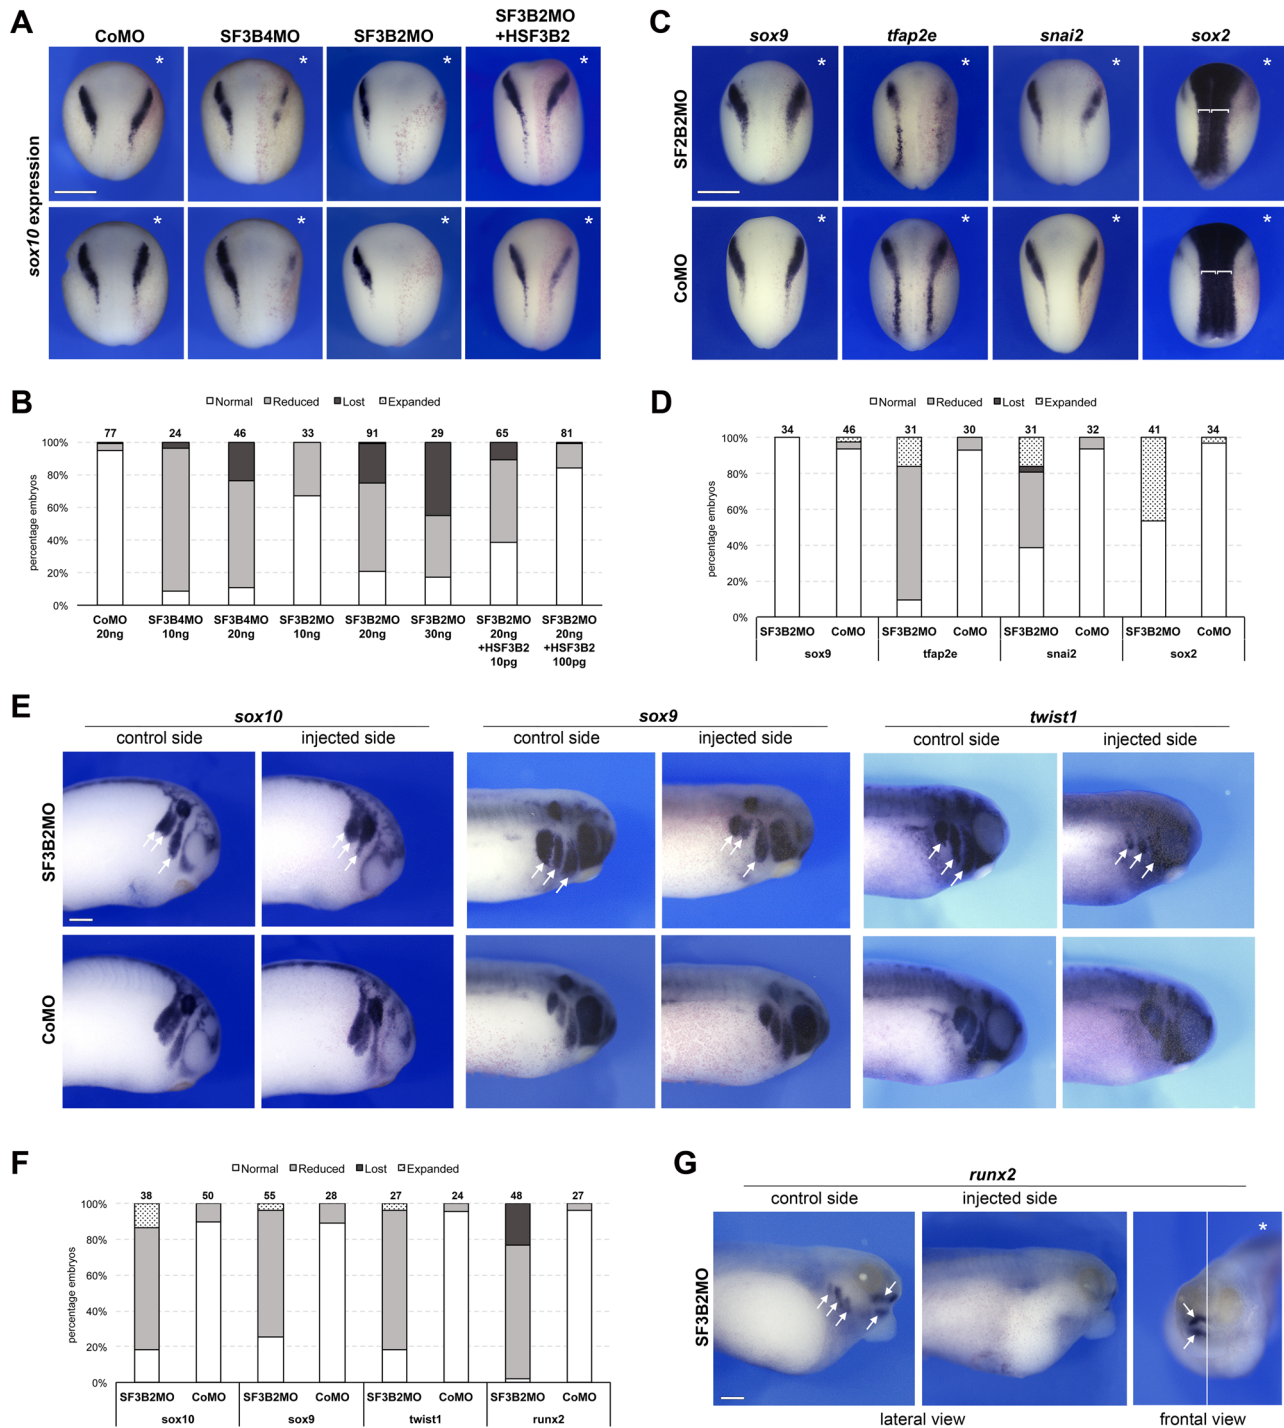 A
CoMO SF3B4MO SF3B2MO SF3B2MO +HSF3B2
* * * *
sox10 expression
* * * *
B
Normal Reduced Lost Expanded
77 24 46 33 91 29 65 81
percentage embryos
100%
80%
60%
40%
20%
0%
CoMO 20ng
SF3B4MO 10ng
SF3B4MO 20ng
SF3B2MO 10ng
SF3B2MO 20ng
SF3B2MO 30ng
SF3B2MO 20ng +HSF3B2 10pg
SF3B2MO 20ng +HSF3B2 100pg
C
sox9 tfap2e snai2 sox2
SF2B2MO
* * * *
CoMO
* * * *
D
Normal Reduced Lost Expanded
34 46 31 30 31 32 41 34
percentage embryos
100%
80%
60%
40%
20%
0%
SF3B2MO CoMO SF3B2MO CoMO SF3B2MO CoMO SF3B2MO CoMO
sox9 tfap2e snai2 sox2
E
sox10 sox9 twist1
control side injected side control side injected side control side injected side
SF3B2MO
CoMO
F
Normal Reduced Lost Expanded
38 50 55 28 27 24 48 27
percentage embryos
100%
80%
60%
40%
20%
0%
SF3B2MO CoMO SF3B2MO CoMO SF3B2MO CoMO SF3B2MO CoMO
sox10 sox9 twist1 runx2
G
runx2
control side injected side
*
SF3B2MO
lateral view frontal view